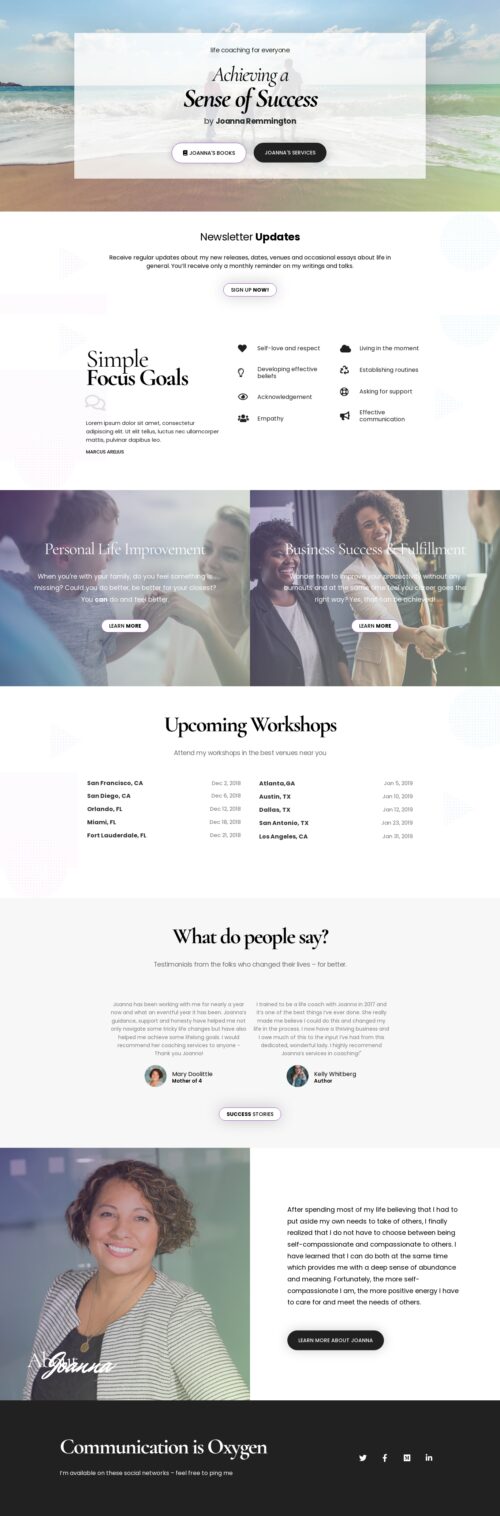 life coaching for everyone
Achieving a
Sense of Success
by Joanna Remmington
JOANNA'S BOOKS
JOANNA'S SERVICES
Newsletter Updates
Receive regular updates about my new releases, dates, venues and occasional essays about life in
general. You'll receive only a monthly reminder on my writings and talks.
SIGN UP NOW!
Simple
Focus Goals
Lorem ipsum dolor sit amet, consectetur
adipiscing elit. Ut elit tellus, luctus nec ullamcorper
mattis, pulvinar dapibus leo.
MARCUS ARELIUS
Self-love and respect
Developing effective
beliefs
Acknowledgement
Empathy
Living in the moment
Establishing routines
Asking for support
Effective
communication
Personal Life Improvement
When you're with your family, do you feel something is
missing? Could you do better, be better for your closest?
You can do and feel better.
LEARN MORE
Business Success & Fulfillment
Wonder how to improve your productivity without any
burnouts and at the same time feel you career goes the
right way? Yes, that can be achieved!
LEARN MORE
Upcoming Workshops
Attend my workshops in the best venues near you
San Francisco, CA Dec 2, 2018
San Diego, CA Dec 6, 2018
Orlando, FL Dec 12, 2018
Miami, FL Dec 18, 2018
Fort Lauderdale, FL Dec 21, 2018
Atlanta,GA Jan 5, 2019
Austin, TX Jan 10, 2019
Dallas, TX Jan 12, 2019
San Antonio, TX Jan 23, 2019
Los Angeles, CA Jan 31, 2019
What do people say?
Testimonials from the folks who changed their lives – for better.
Joanna has been working with me for nearly a year
now and what an eventful year it has been. Joanna's
guidance, support and honesty have helped me not
only navigate some tricky life changes but have also
helped me achieve some lifelong goals. I would
recommend her coaching services to anyone -
Thank you Joanna!
Mary Doolittle
Mother of 4
I trained to be a life coach with Joanna in 2017 and
it's one of the best things I've ever done. She really
made me believe I could do this and changed my
life in the process. I now have a thriving business and
I owe much of this to the input I've had from this
dedicated, wonderful lady. I highly recommend
Joanna's services in coaching!"
Kelly Whitberg
Author
SUCCESS STORIES
About
Joanna
After spending most of my life believing that I had to
put aside my own needs to take of others, I finally
realized that I do not have to choose between being
self-compassionate and compassionate to others. I
have learned that I can do both at the same time
which provides me with a deep sense of abundance
and meaning. Fortunately, the more self-
compassionate I am, the more positive energy I have
to care for and meet the needs of others.
LEARN MORE ABOUT JOANNA
Communication is Oxygen
I'm available on these social networks – feel free to ping me